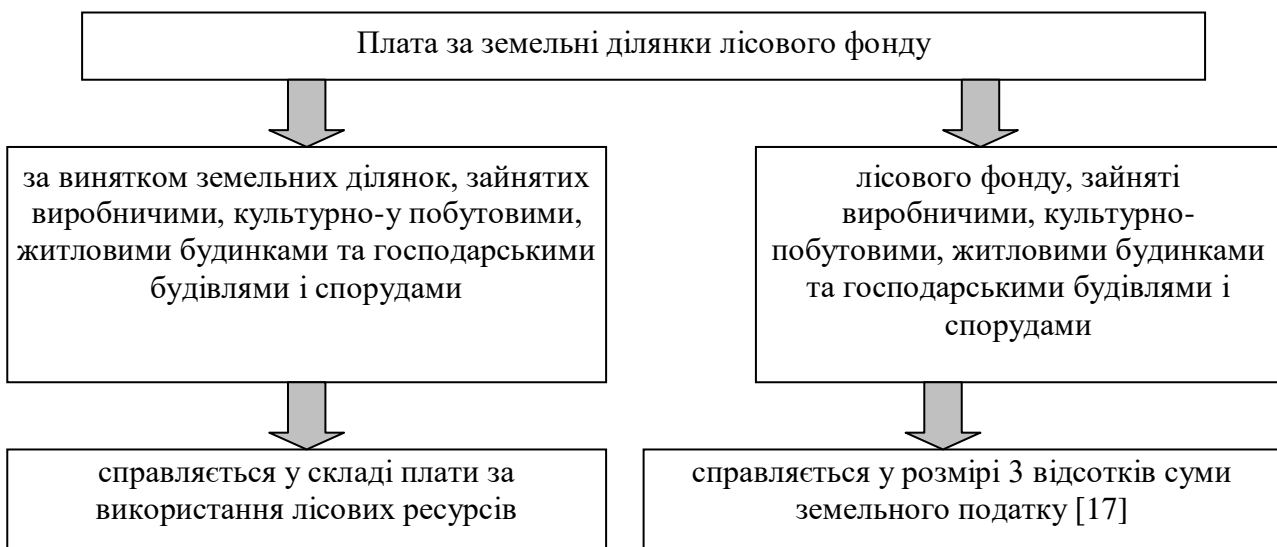 Плата за земельні ділянки лісового фонду
за винятком земельних ділянок, зайнятих
виробничими, культурно-у побутовими,
житловими будинками та господарськими
будівлями і спорудами
лісового фонду, зайняті
виробничими, культурно-
побутовими, житловими будинками
та господарськими будівлями і
спорудами
справляється у складі плати за
використання лісових ресурсів
справляється у розмірі 3 відсотків суми
земельного податку [17]